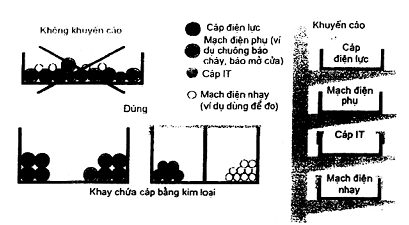 Không khuyến cáo
Cáp điện lực
Mạch điện phụ (ví
dụ chuông báo
cháy, báo mở cửa)
Cáp IT
Mạch điện nhạy
(ví dụ dùng để đo)
Đúng
Khay chứa cáp bằng kim loại
Khuyến cáo
Cáp
điện lực
Mạch điện
phụ
Cáp IT
Mạch điện
nhạy